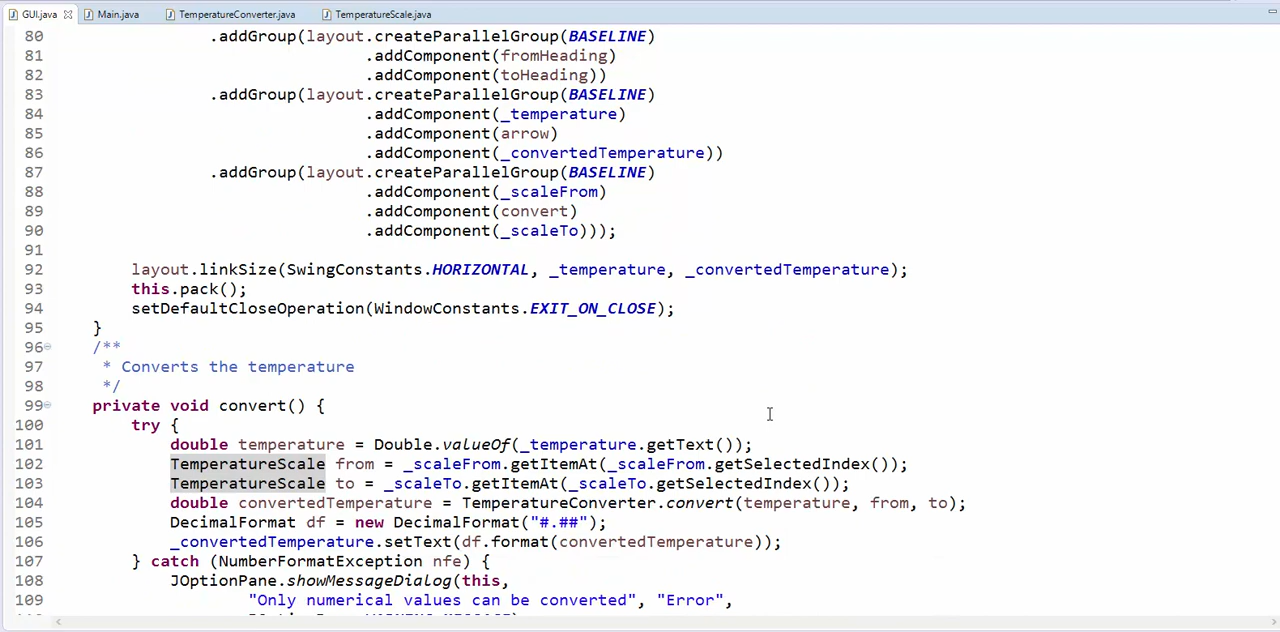 GUI.java Main.java TemperatureConverter.java TemperatureScale.java
80 .addGroup(layout.createParallelGroup(BASELINE)
81 .addComponent(fromHeading)
82 .addComponent(toHeading))
83 .addGroup(layout.createParallelGroup(BASELINE)
84 .addComponent(_temperature)
85 .addComponent(arrow)
86 .addComponent(_convertedTemperature))
87 .addGroup(layout.createParallelGroup(BASELINE)
88 .addComponent(_scaleFrom)
89 .addComponent(convert)
90 .addComponent(_scaleTo)));
91
92 layout.linkSize(SwingConstants.HORIZONTAL, _temperature, _convertedTemperature);
93 this.pack();
94 setDefaultCloseOperation(WindowConstants.EXIT_ON_CLOSE);
95 }
96 /**
97 * Converts the temperature
98 */
99 private void convert() {
100 try {
101 double temperature = Double.valueOf(_temperature.getText());
102 TemperatureScale from = _scaleFrom.getItemAt(_scaleFrom.getSelectedIndex());
103 TemperatureScale to = _scaleTo.getItemAt(_scaleTo.getSelectedIndex());
104 double convertedTemperature = TemperatureConverter.convert(temperature, from, to);
105 DecimalFormat df = new DecimalFormat("#.##");
106 _convertedTemperature.setText(df.format(convertedTemperature));
107 } catch (NumberFormatException nfe) {
108 JOptionPane.showMessageDialog(this,
109 "Only numerical values can be converted", "Error",